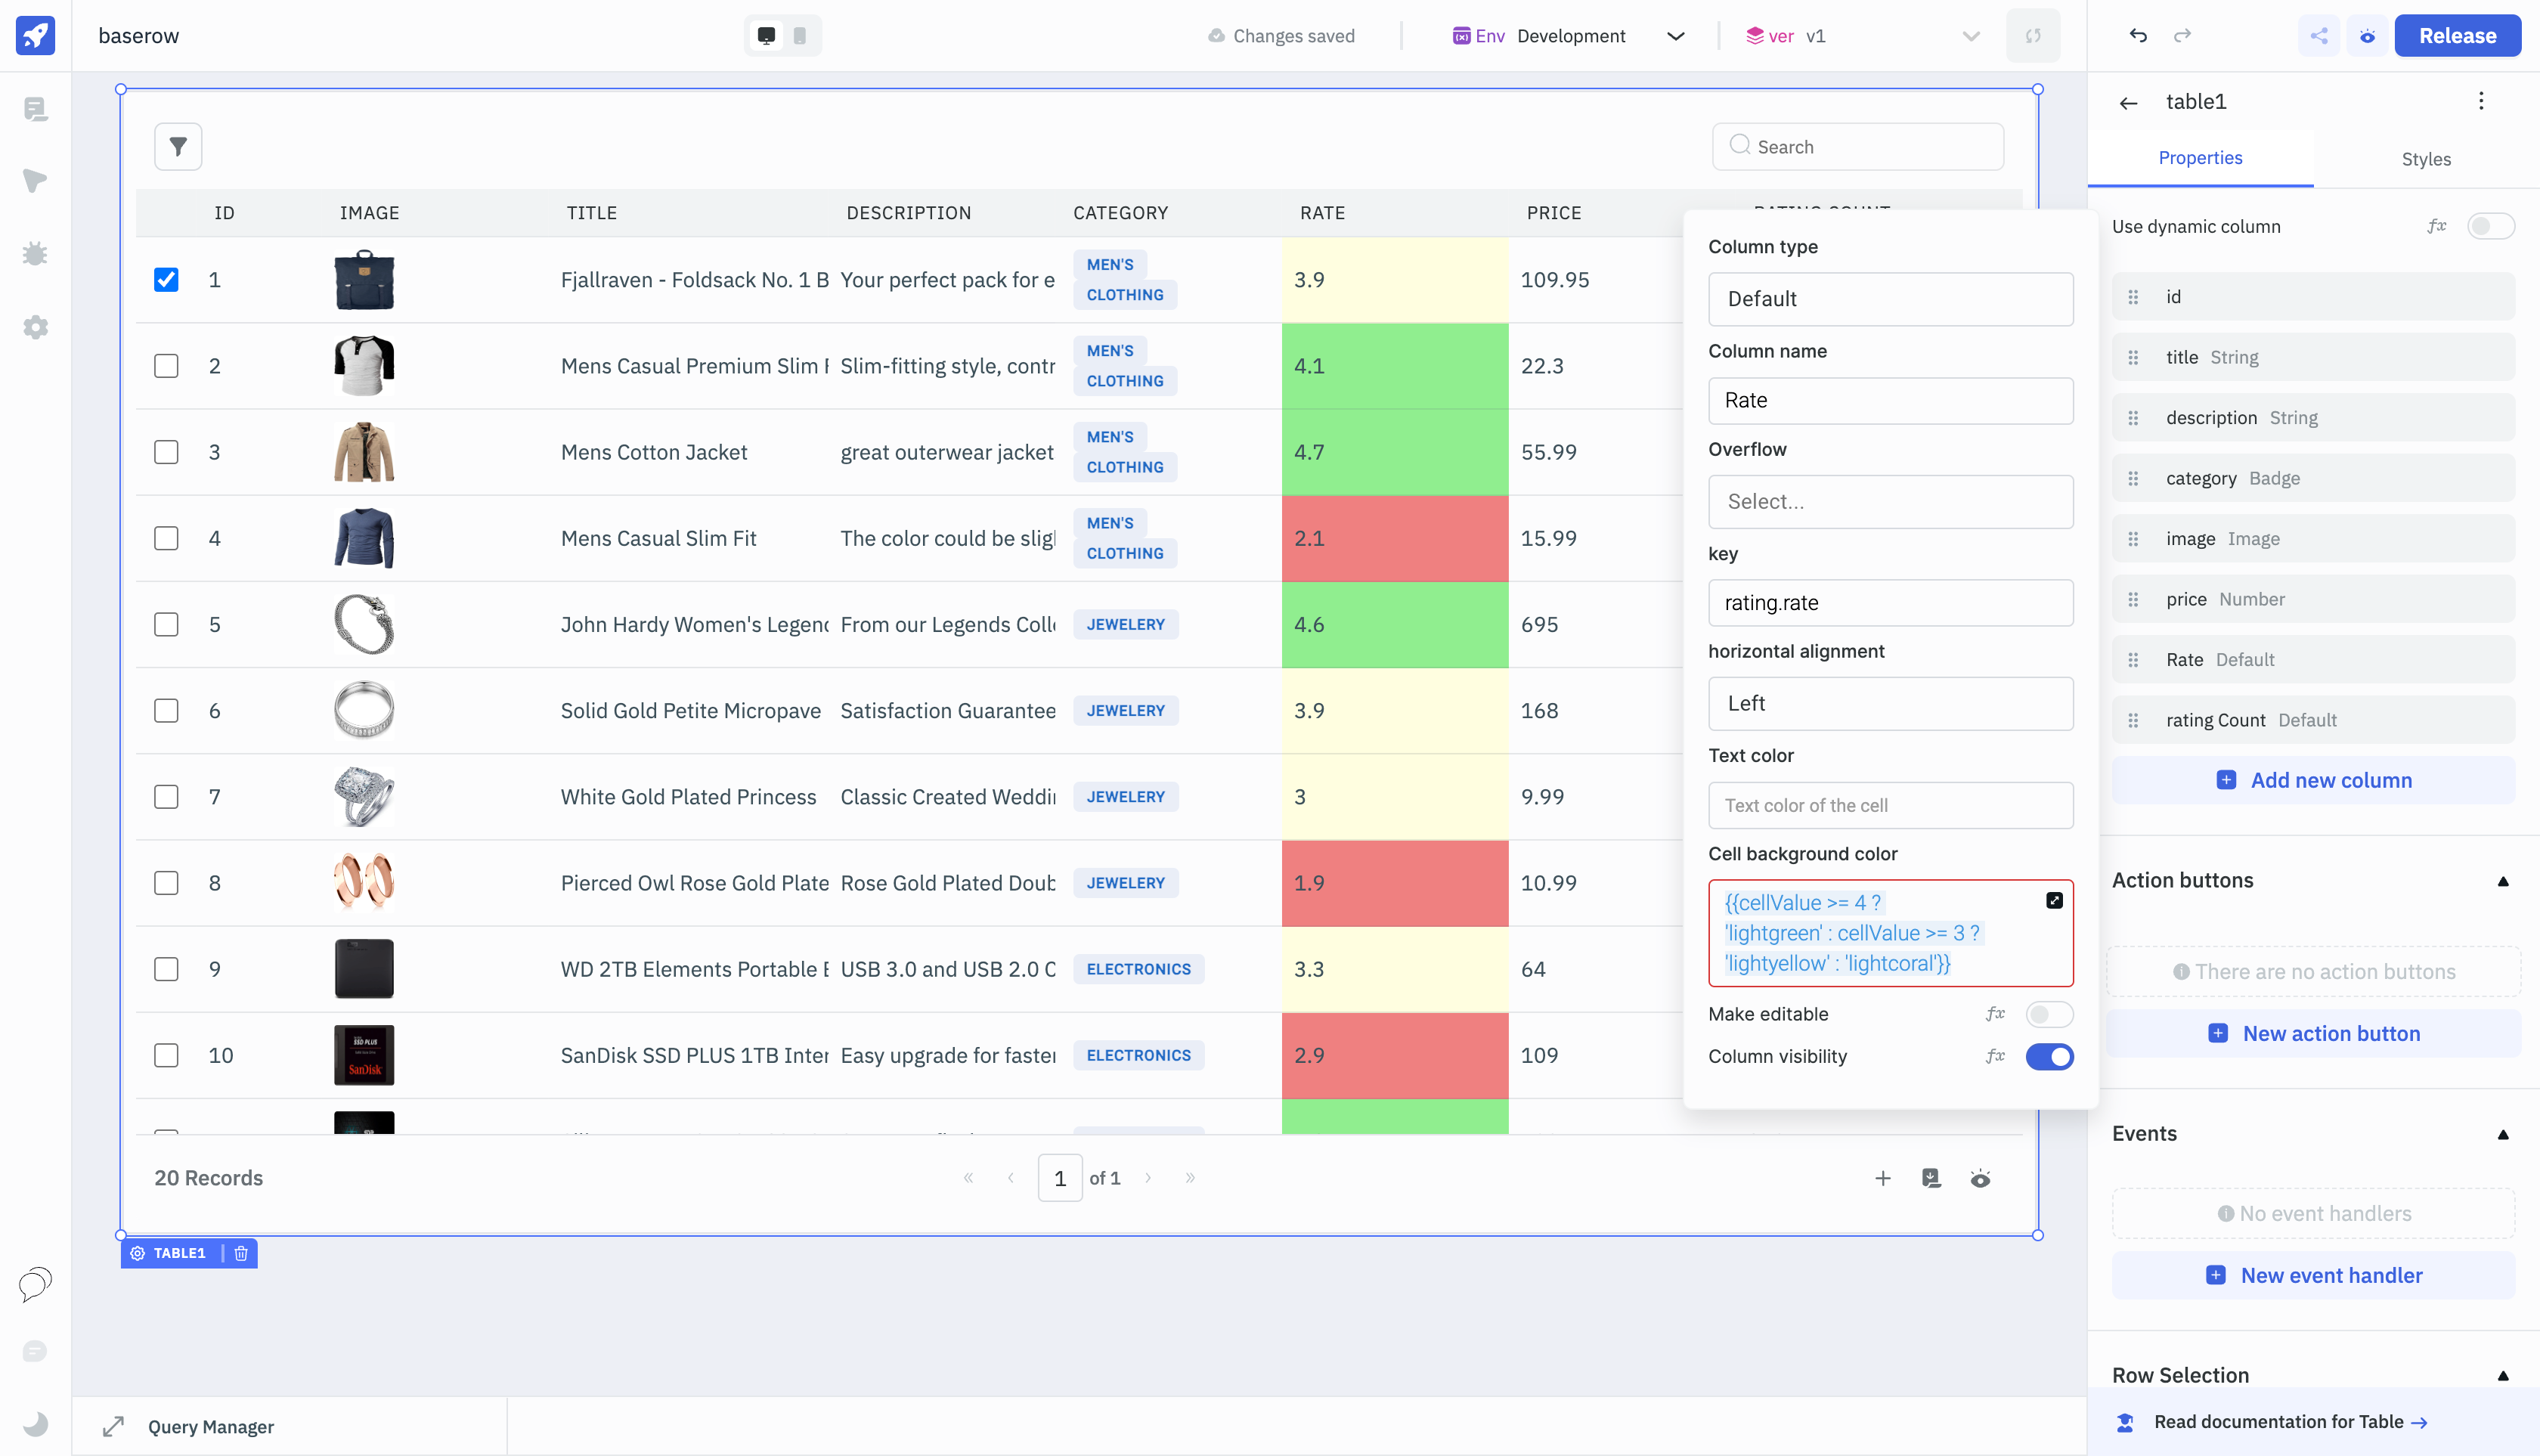 baserow
Changes saved
Env Development
ver v1
Release
Search
ID IMAGE TITLE DESCRIPTION CATEGORY RATE PRICE
1 Fjallraven - Foldsack No. 1 B Your perfect pack for e MEN'S CLOTHING 3.9 109.95
2 Mens Casual Premium Slim Slim-fitting style, contr MEN'S CLOTHING 4.1 22.3
3 Mens Cotton Jacket great outerwear jacket MEN'S CLOTHING 4.7 55.99
4 Mens Casual Slim Fit The color could be slig MEN'S CLOTHING 2.1 15.99
5 John Hardy Women's Legen From our Legends Coll JEWELERY 4.6 695
6 Solid Gold Petite Micropave Satisfaction Guarantee JEWELERY 3.9 168
7 White Gold Plated Princess Classic Created Weddi JEWELERY 3 9.99
8 Pierced Owl Rose Gold Plate Rose Gold Plated Doub JEWELERY 1.9 10.99
9 WD 2TB Elements Portable USB 3.0 and USB 2.0 C ELECTRONICS 3.3 64
10 SSD PLUS SanDisk SanDisk SSD PLUS 1TB Inter Easy upgrade for faster ELECTRONICS 2.9 109
20 Records
1 of 1
TABLE1
Query Manager
Column type
Default
Column name
Rate
Overflow
Select...
key
rating.rate
horizontal alignment
Left
Text color
Text color of the cell
Cell background color
{{cellValue >= 4 ?
'lightgreen' : cellValue >= 3 ?
'lightyellow' : 'lightcoral'}}
Make editable fx
Column visibility fx
table1
Properties Styles
Use dynamic column fx
id
title String
description String
category Badge
image Image
price Number
Rate Default
rating Count Default
Add new column
Action buttons
There are no action buttons
New action button
Events
No event handlers
New event handler
Row Selection
Read documentation for Table →